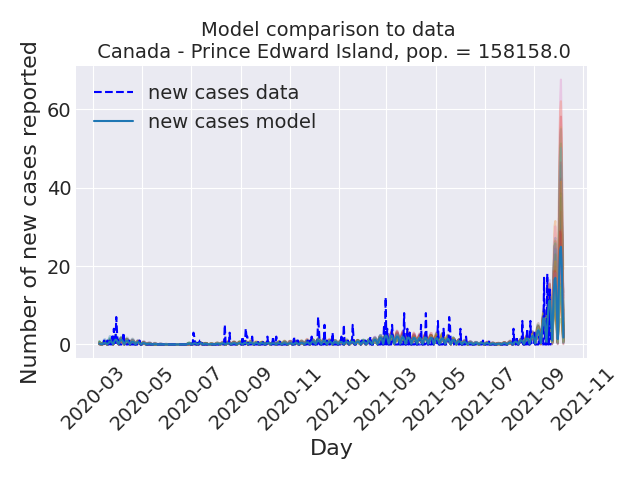 Model comparison to data
Canada - Prince Edward Island, pop. = 158158.0
Number of new cases reported
60
40
20
0
new cases data
new cases model
2020-03
2020-05
2020-07
2020-09
2020-11
2021-01
2021-03
2021-05
2021-07
2021-09
2021-11
Day